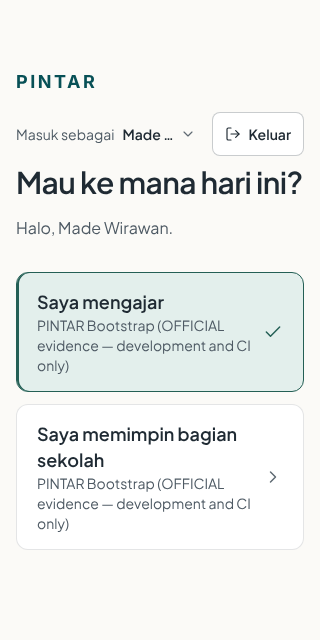 PINTAR
Masuk sebagai Made ... Keluar
Mau ke mana hari ini?
Halo, Made Wirawan.
Saya mengajar
PINTAR Bootstrap (OFFICIAL
evidence — development and CI
only)
Saya memimpin bagian
sekolah
PINTAR Bootstrap (OFFICIAL
evidence — development and CI
only)